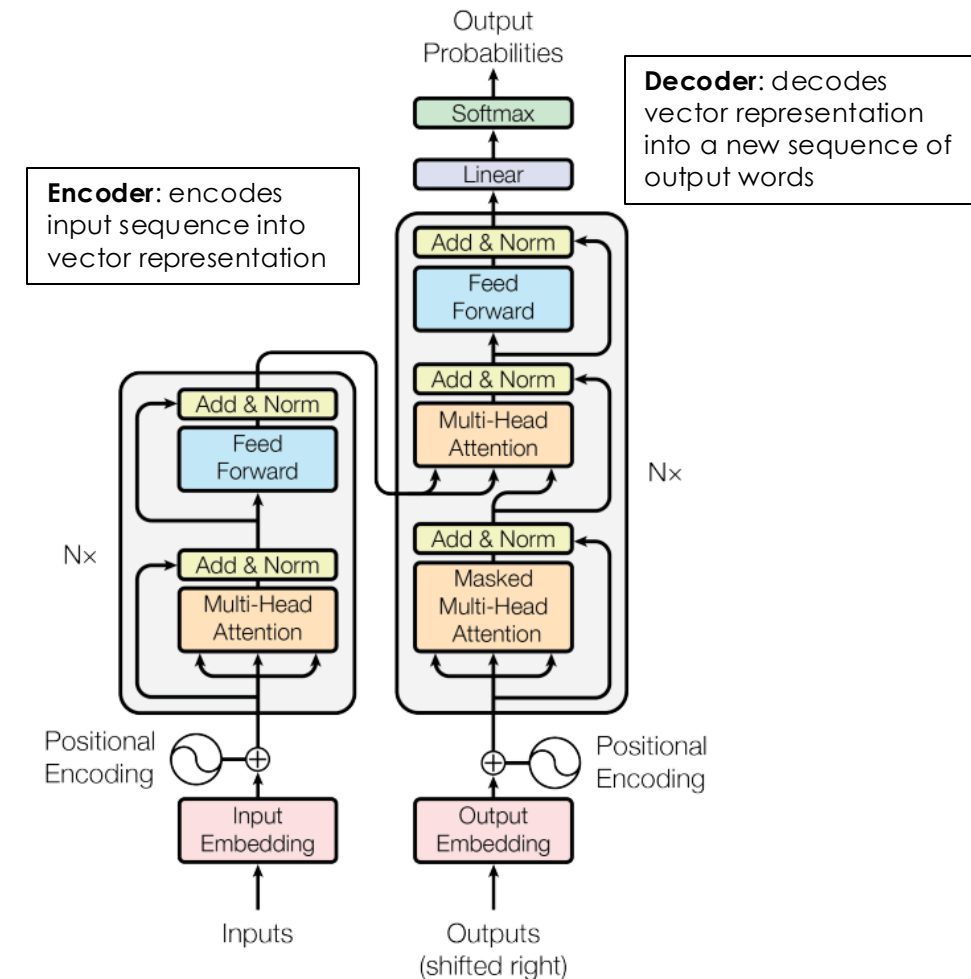 Output
Probabilities
Softmax
Linear
Decoder: decodes
vector representation
into a new sequence of
output words
Encoder: encodes
input sequence into
vector representation
Add & Norm
Feed
Forward
Add & Norm
Multi-Head
Attention
Add & Norm
Masked
Multi-Head
Attention
N×
Add & Norm
Feed
Forward
Add & Norm
Multi-Head
Attention
N×
Positional
Encoding
Positional
Encoding
Input
Embedding
Output
Embedding
Inputs
Outputs
(shifted right)